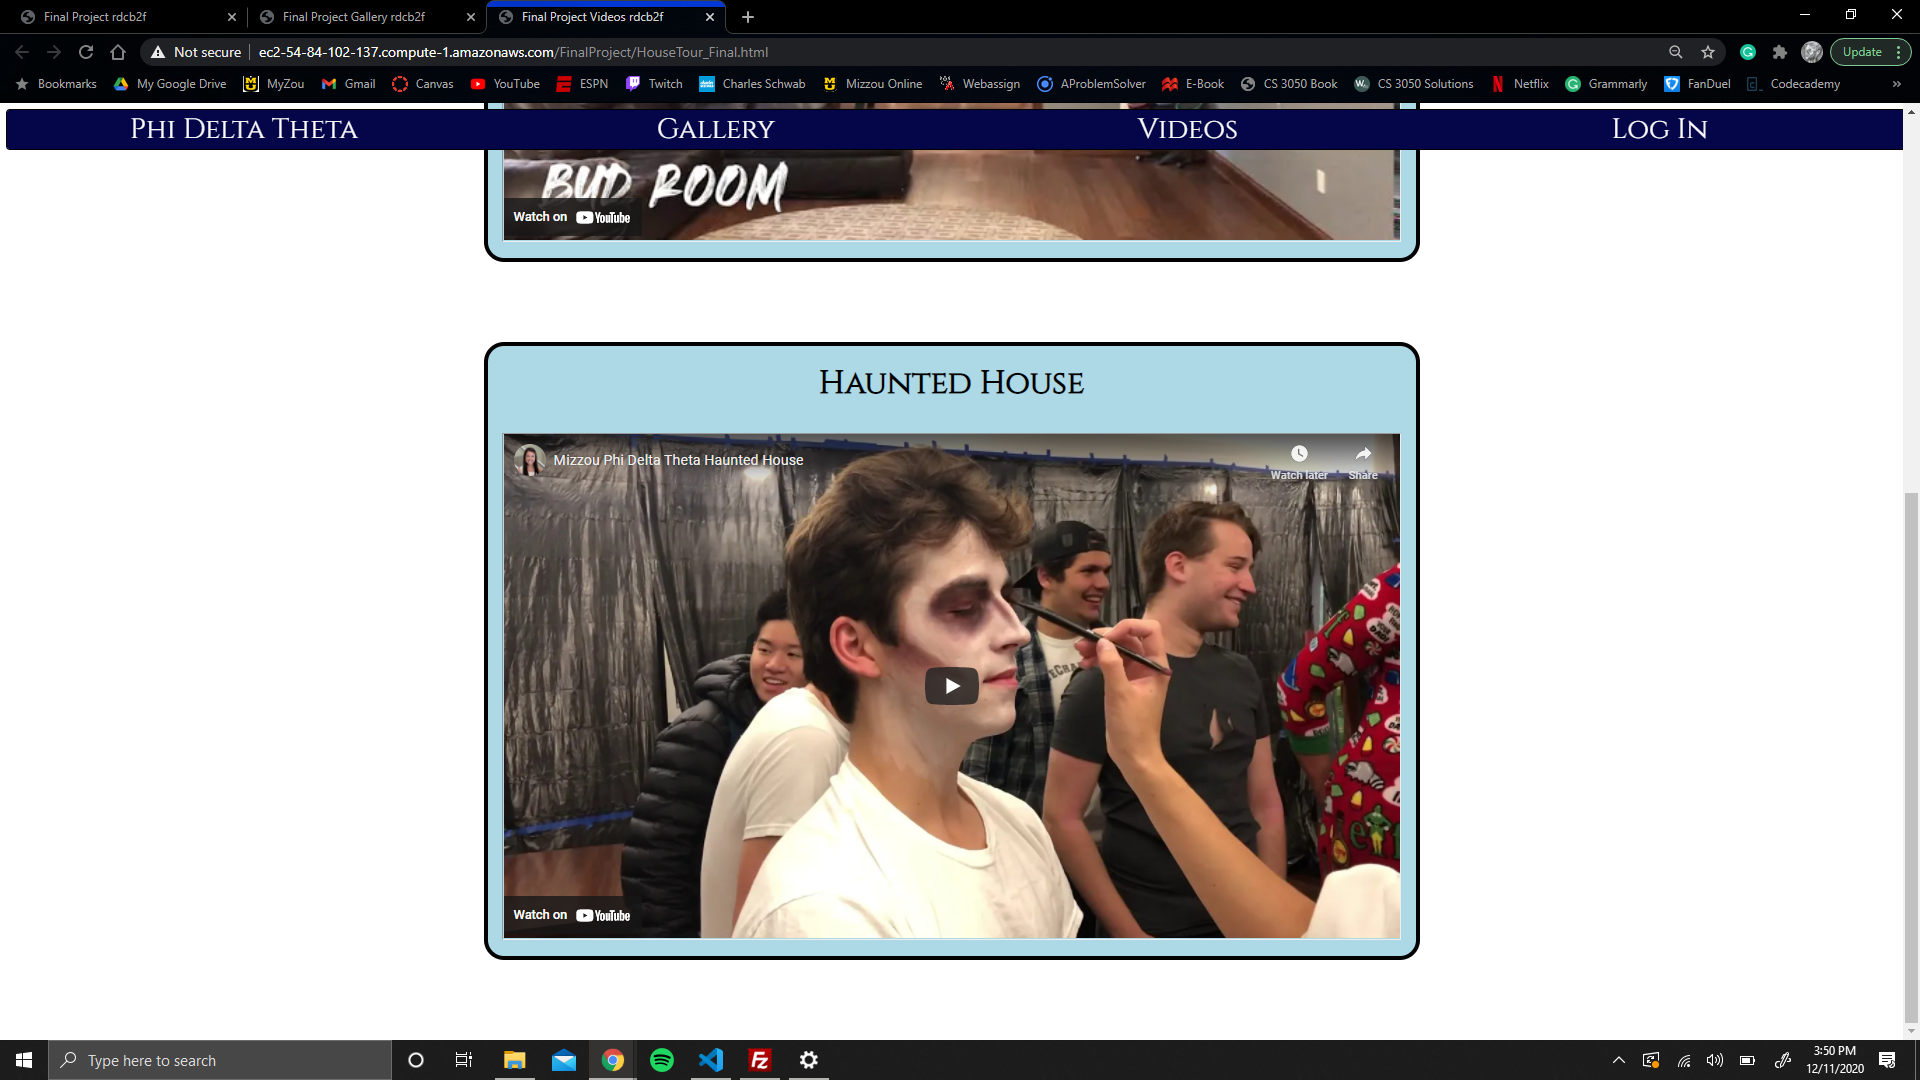 Final Project rdcb2f
Final Project Gallery rdcb2f
Final Project Videos rdcb2f
Not secure
ec2-54-84-102-137.compute-1.amazonaws.com/FinalProject/HouseTour_Final.html
Update
Bookmarks
My Google Drive
MyZou
Gmail
Canvas
YouTube
ESPN
Twitch
Charles Schwab
Mizzou Online
Webassign
AProblemSolver
E-Book
CS 3050 Book
CS 3050 Solutions
Netflix
Grammarly
FanDuel
Codecademy
Phi Delta Theta
Gallery
Videos
Log In
BUD ROOM
Watch on YouTube
Haunted House
Mizzou Phi Delta Theta Haunted House
Watch later
Share
Watch on YouTube
Type here to search
3:50 PM
12/11/2020